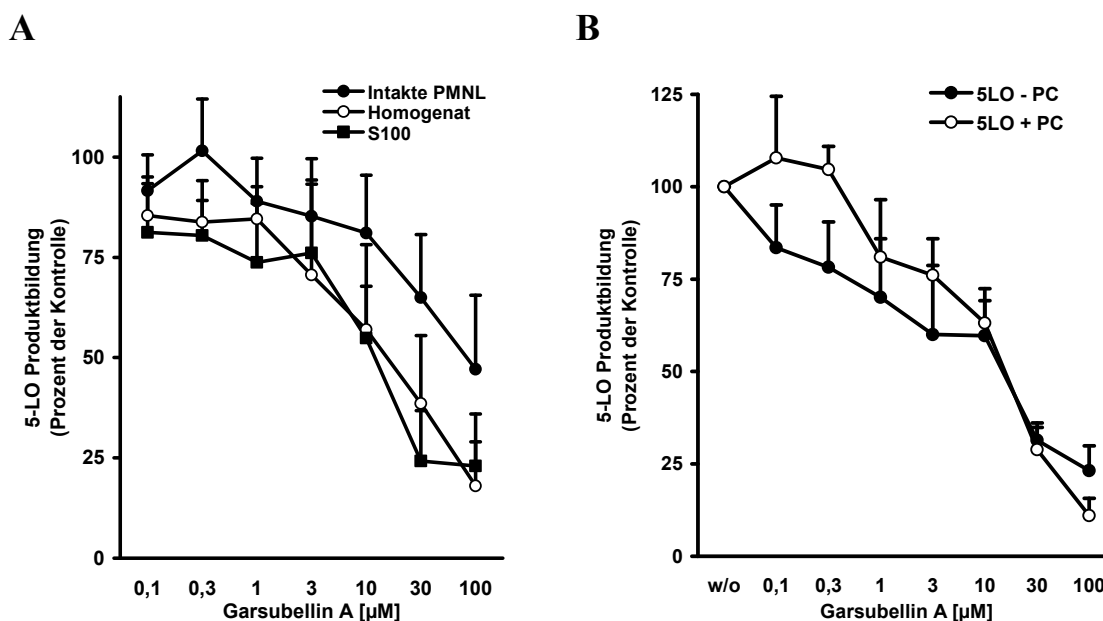 A
Intakte PMNL
Homogenat
S100
5-LO Produktbildung
(Prozent der Kontrolle)
100
75
50
25
0
0,1 0,3 1 3 10 30 100
Garsubellin A [µM]
B
5LO - PC
5LO + PC
5-LO Produktbildung
(Prozent der Kontrolle)
125
100
75
50
25
0
w/o 0,1 0,3 1 3 10 30 100
Garsubellin A [µM]